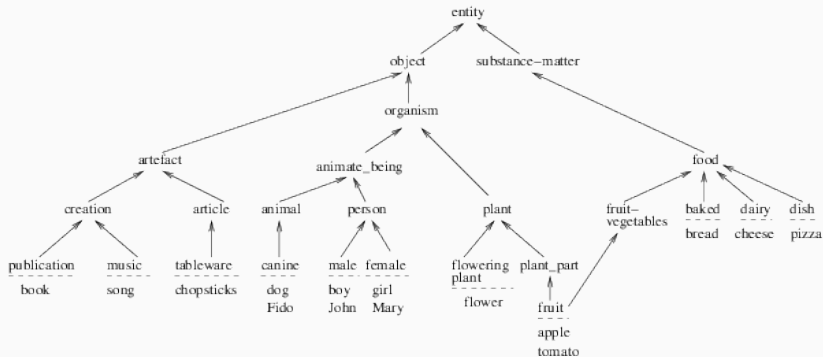 entity
object
substance-matter
organism
artefact
animate_being
food
creation
article
animal
person
plant
fruit-
vegetables
baked
dairy
dish
bread
cheese
pizza
publication
music
tableware
canine
male
female
flowering
plant
plant_part
book
song
chopsticks
dog
Fido
boy
John
girl
Mary
flower
fruit
apple
tomato